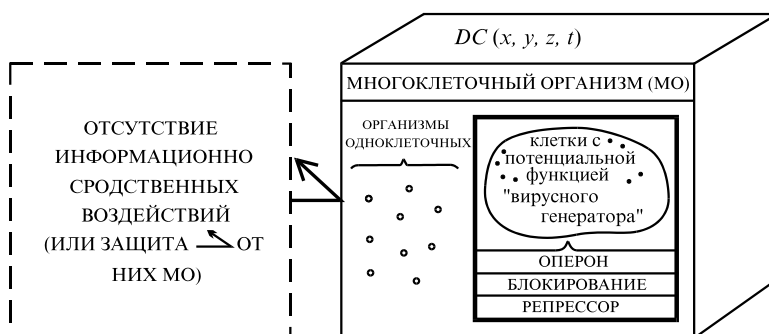 DC (x, y, z, t)
МНОГОКЛЕТОЧНЫЙ ОРГАНИЗМ (МО)
ОТСУТСТВИЕ
ИНФОРМАЦИОННО
СРОДСТВЕННЫХ
ВОЗДЕЙСТВИЙ
(ИЛИ ЗАЩИТА ОТ
НИХ МО)
ОРГАНИЗМЫ
ОДНОКЛЕТОЧНЫХ
клетки с
потенциальной
функцией
"вирусного
генератора"
ОПЕРОН
БЛОКИРОВАНИЕ
РЕПРЕССОР